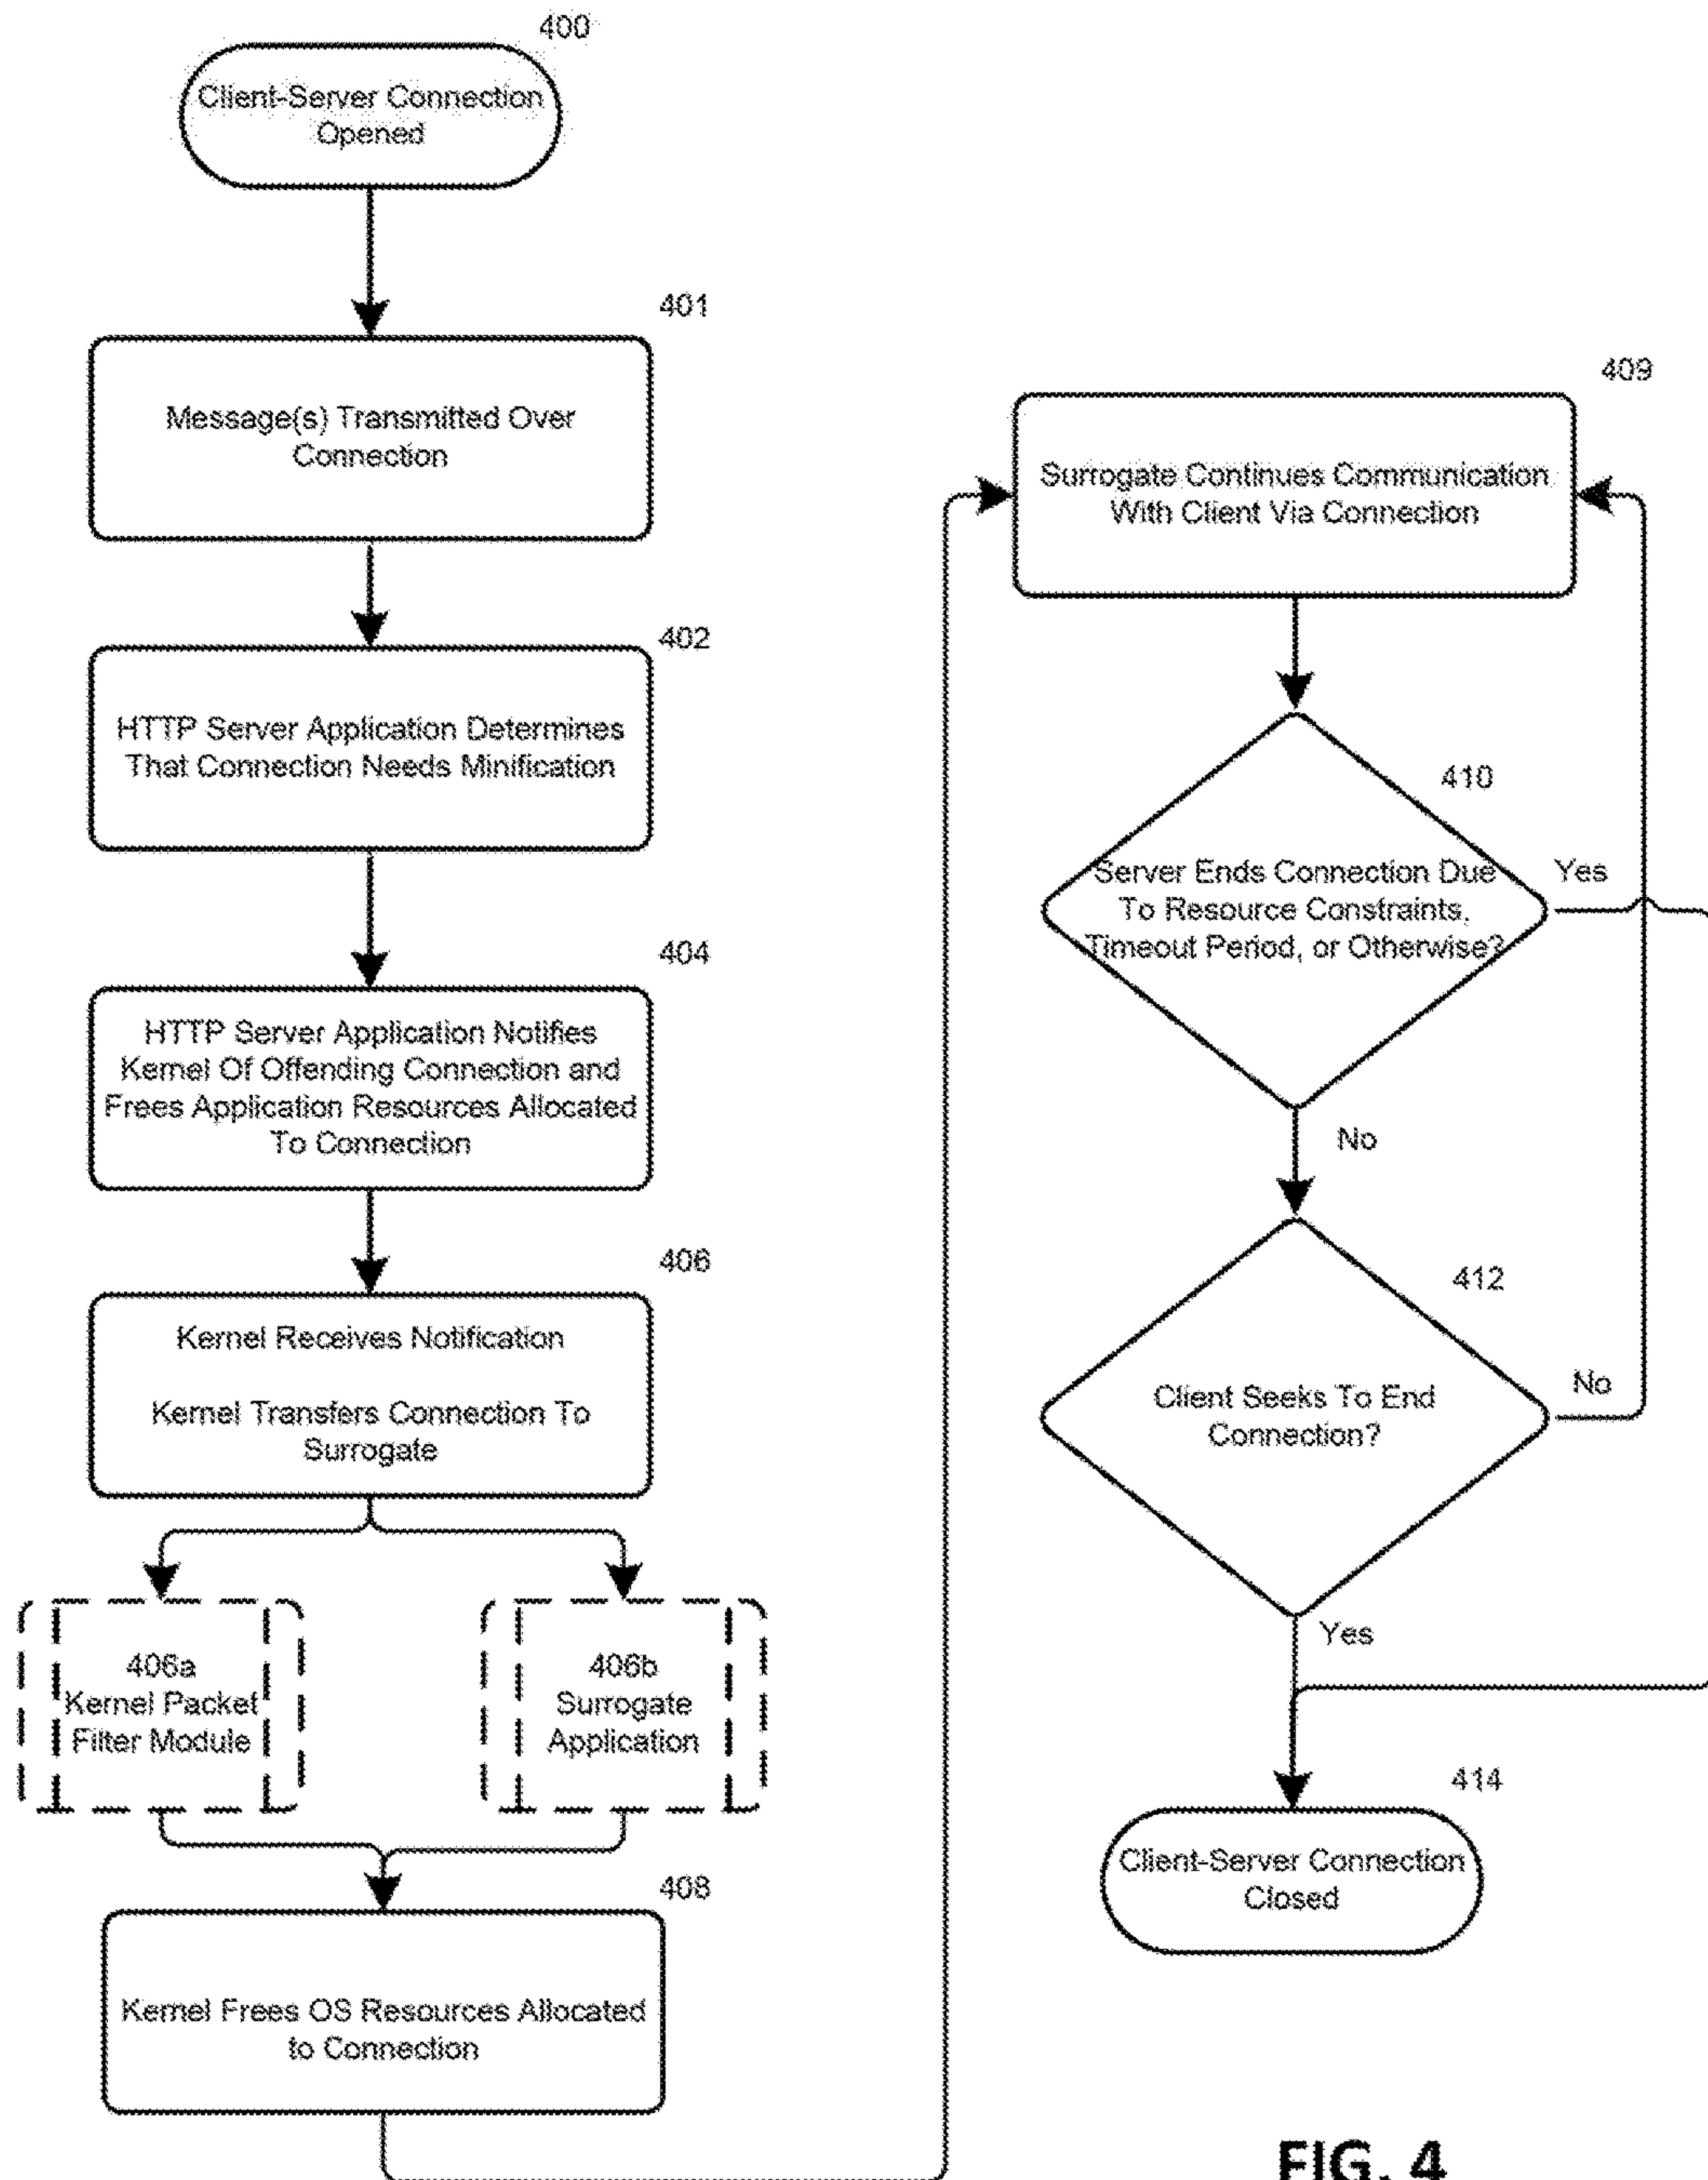 400
Client-Server Connection
Opened
401
Message(s) Transmitted Over
Connection
402
HTTP Server Application Determines
That Connection Needs Minification
404
HTTP Server Application Notifies
Kernel Of Offending Connection and
Frees Application Resources Allocated
To Connection
406
Kernel Receives Notification
Kernel Transfers Connection To
Surrogate
406a
Kernel Packet
Filter Module
406b
Surrogate
Application
408
Kernel Frees OS Resources Allocated
to Connection
409
Surrogate Continues Communication
With Client Via Connection
410
Server Ends Connection Due
To Resource Constraints,
Timeout Period, or Otherwise?
Yes
No
412
Client Seeks To End
Connection?
No
Yes
414
Client-Server Connection
Closed
FIG. 4